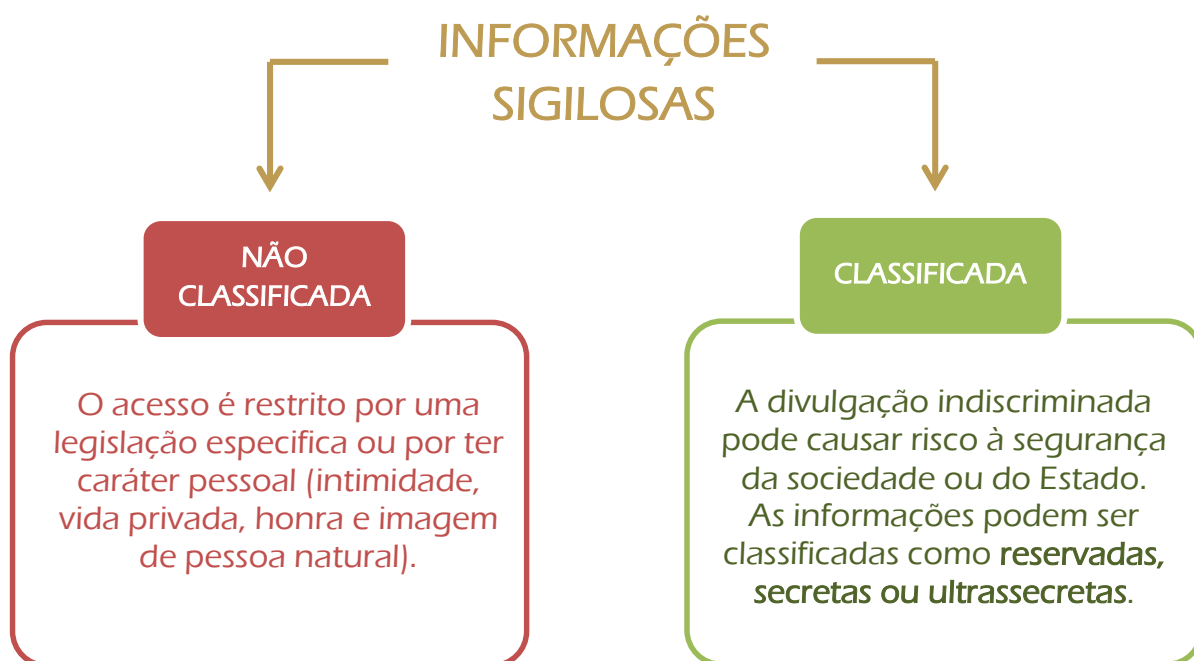 INFORMAÇÕES
SIGILOSAS
NÃO
CLASSIFICADA
O acesso é restrito por uma
legislação especifica ou por ter
caráter pessoal (intimidade,
vida privada, honra e imagem
de pessoa natural).
CLASSIFICADA
A divulgação indiscriminada
pode causar risco à segurança
da sociedade ou do Estado.
As informações podem ser
classificadas como reservadas,
secretas ou ultrassecretas.